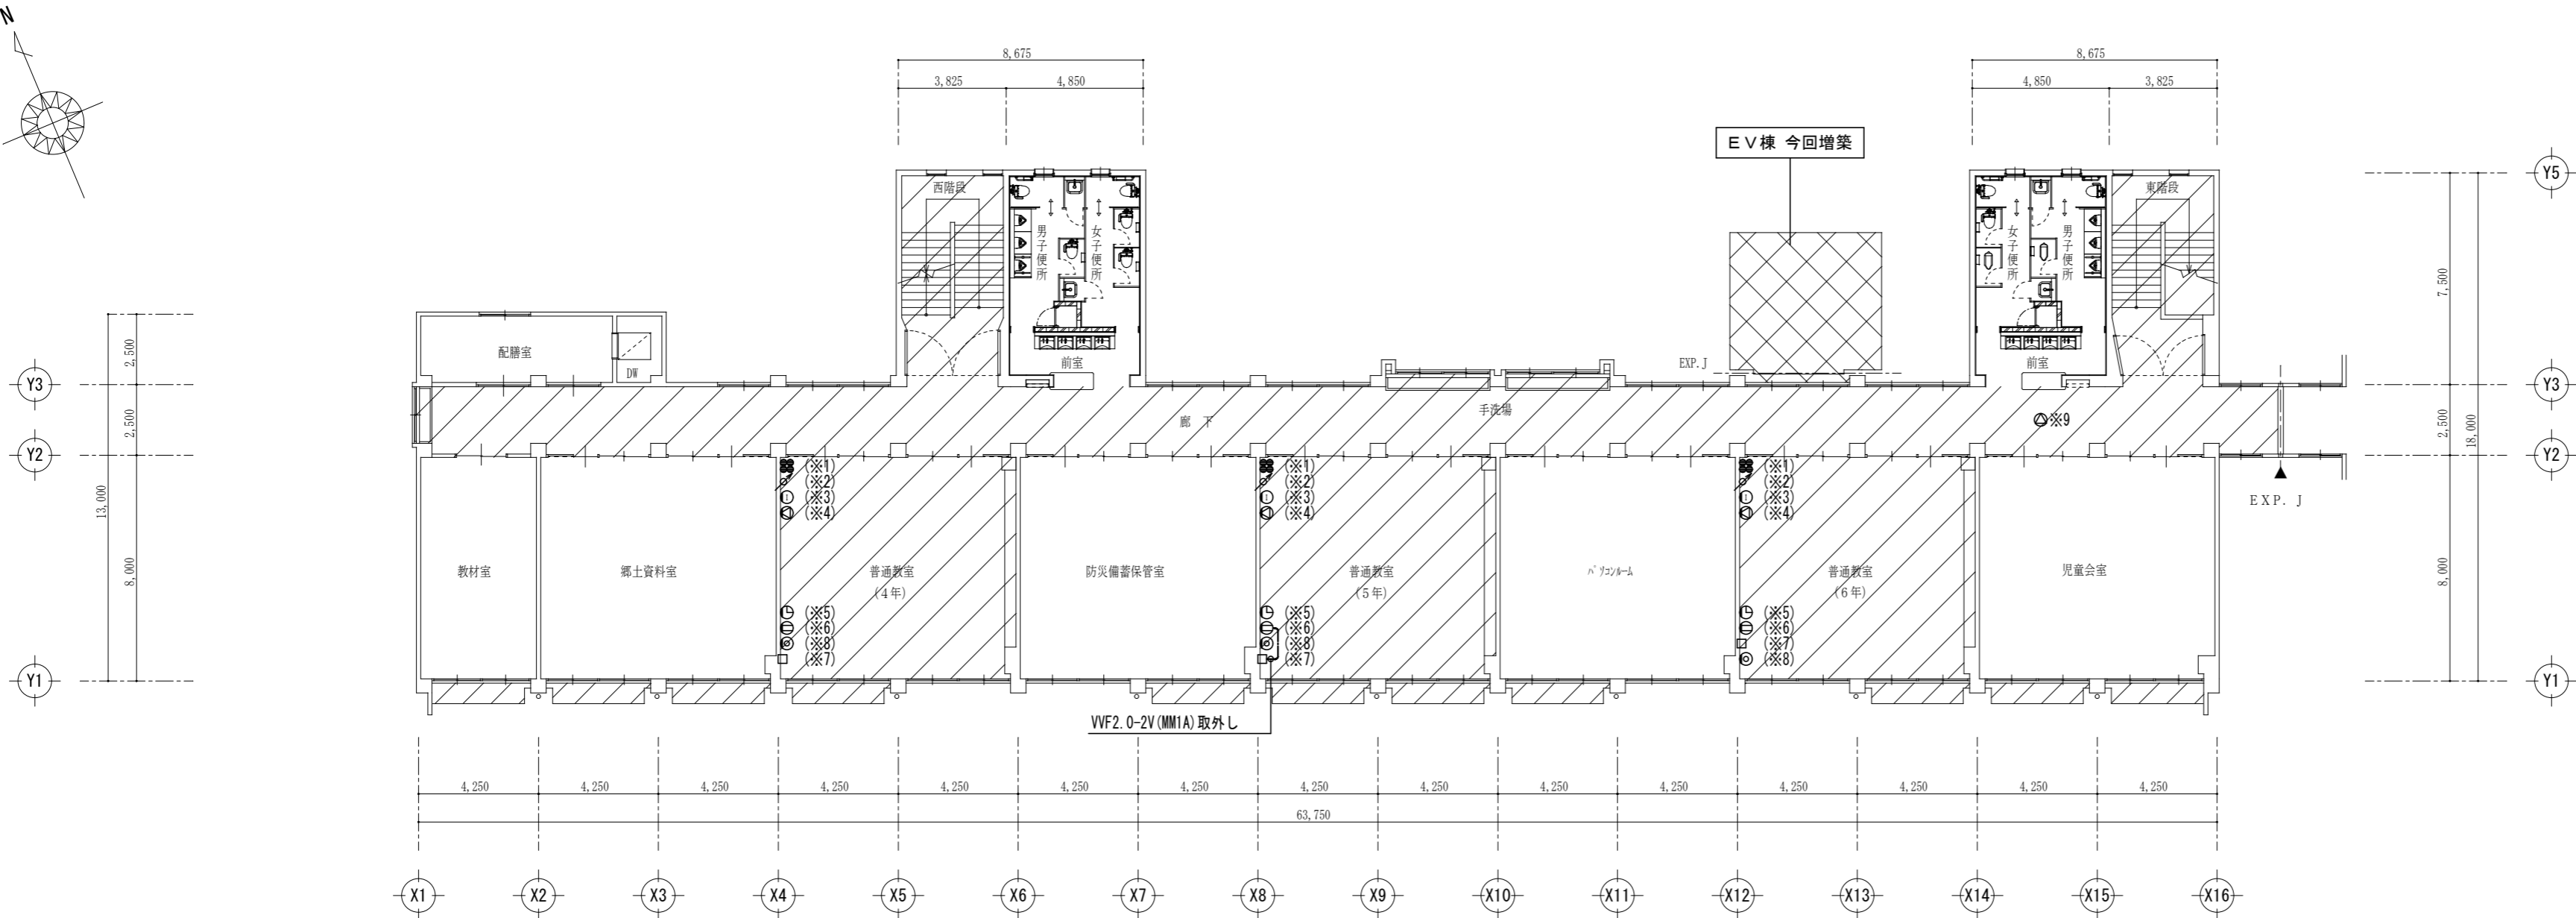 N
8,675
3,825 4,850
8,675
4,850 3,825
EV棟 今回増築
Y5
西階段
男子便所
女子便所
前室
女子便所
男子便所
東階段
前室
7,500
配膳室
DW
2,500
EXP.J
Y3
Y3
2,500
廊 下
手洗場
※9
2,500
18,000
Y2
Y2
EXP. J
13,000
8,000
8,000
(※1)
(※2)
(※3)
(※4)
(※1)
(※2)
(※3)
(※4)
(※1)
(※2)
(※3)
(※4)
教材室
郷土資料室
普通教室
(4年)
防災備蓄保管室
普通教室
(5年)
パソコンルーム
普通教室
(6年)
児童会室
(※5)
(※6)
(※8)
(※7)
(※5)
(※6)
(※8)
(※7)
(※5)
(※6)
(※7)
(※8)
Y1
Y1
VVF2.0-2V(MM1A)取外し
4,250 4,250 4,250 4,250 4,250 4,250 4,250 4,250 4,250 4,250 4,250 4,250 4,250 4,250 4,250
63,750
X1 X2 X3 X4 X5 X6 X7 X8 X9 X10 X11 X12 X13 X14 X15 X16